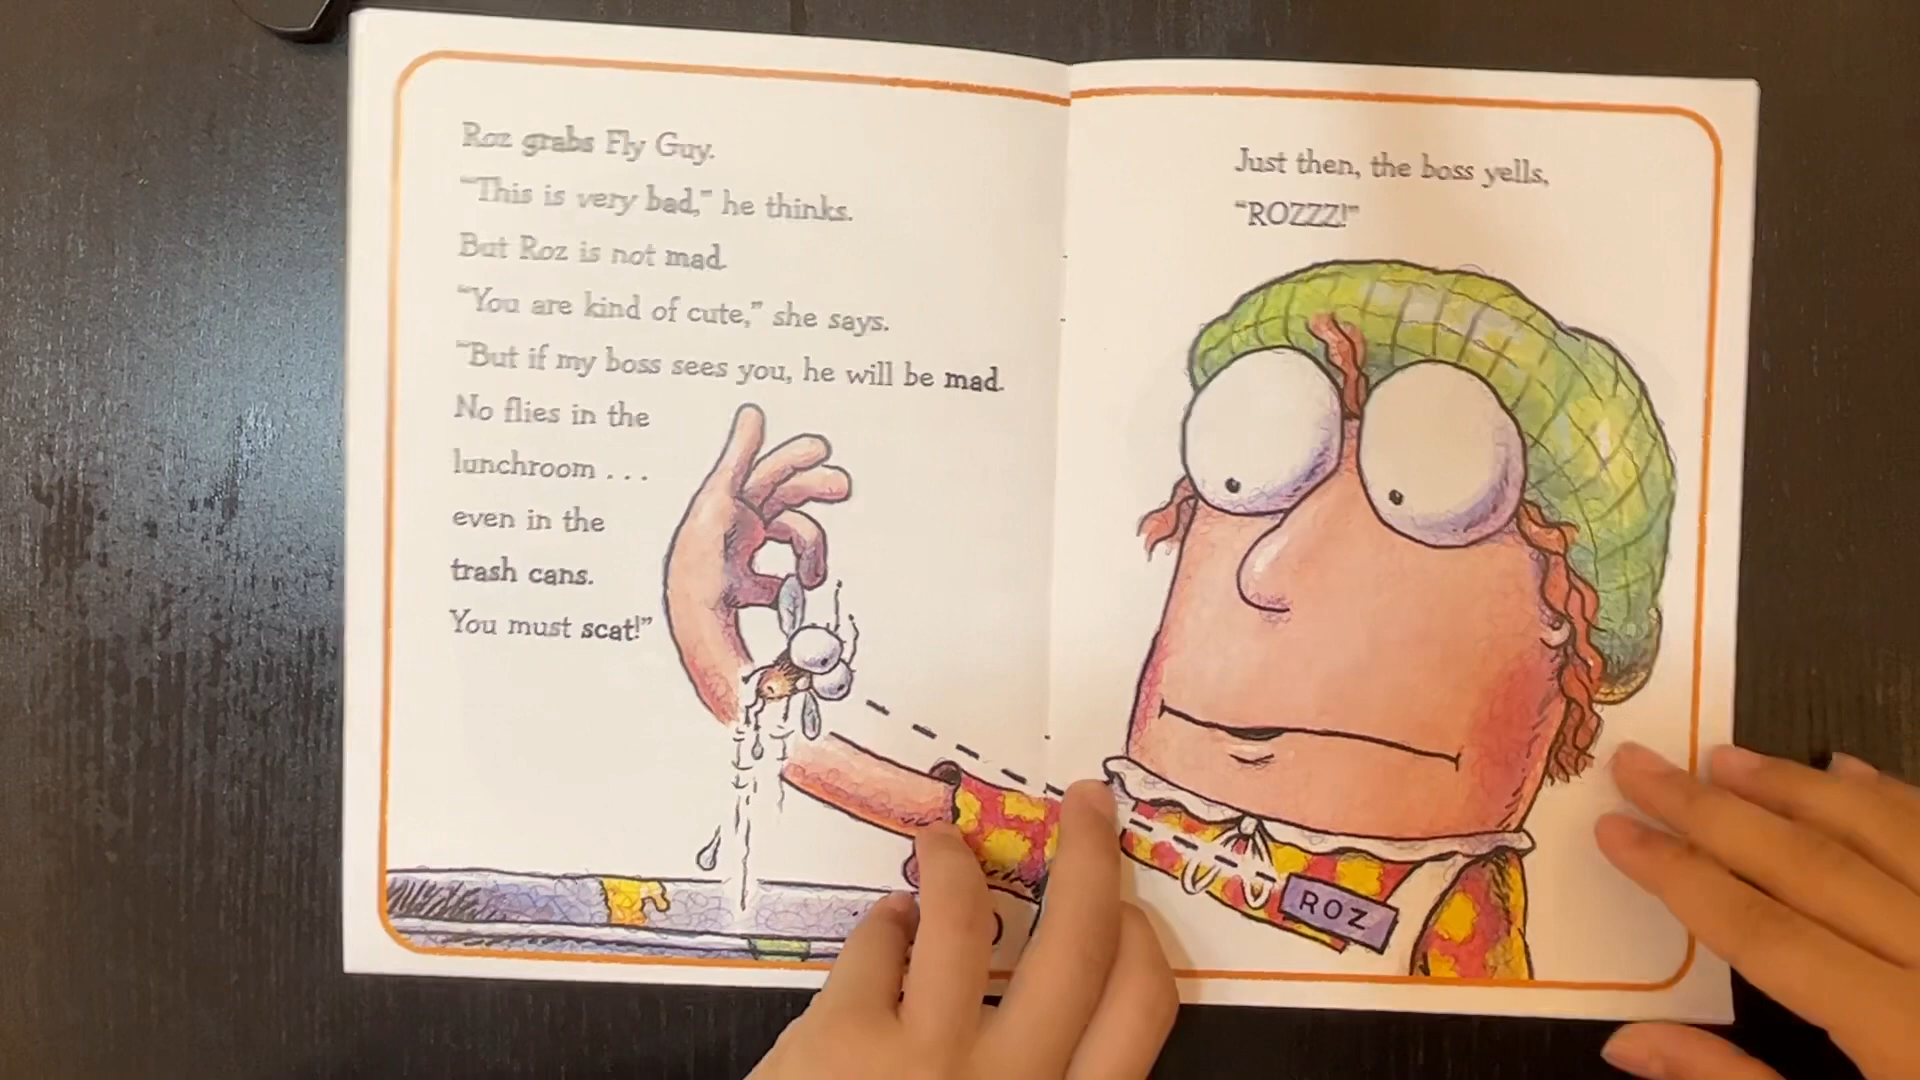 Roz grabs Fly Guy.
“This is very bad,” he thinks.
But Roz is not mad.
“You are kind of cute,” she says.
“But if my boss sees you, he will be mad.
No flies in the
lunchroom . . .
even in the
trash cans.
You must scat!”
Just then, the boss yells,
“ROZZZ!”
ROZ